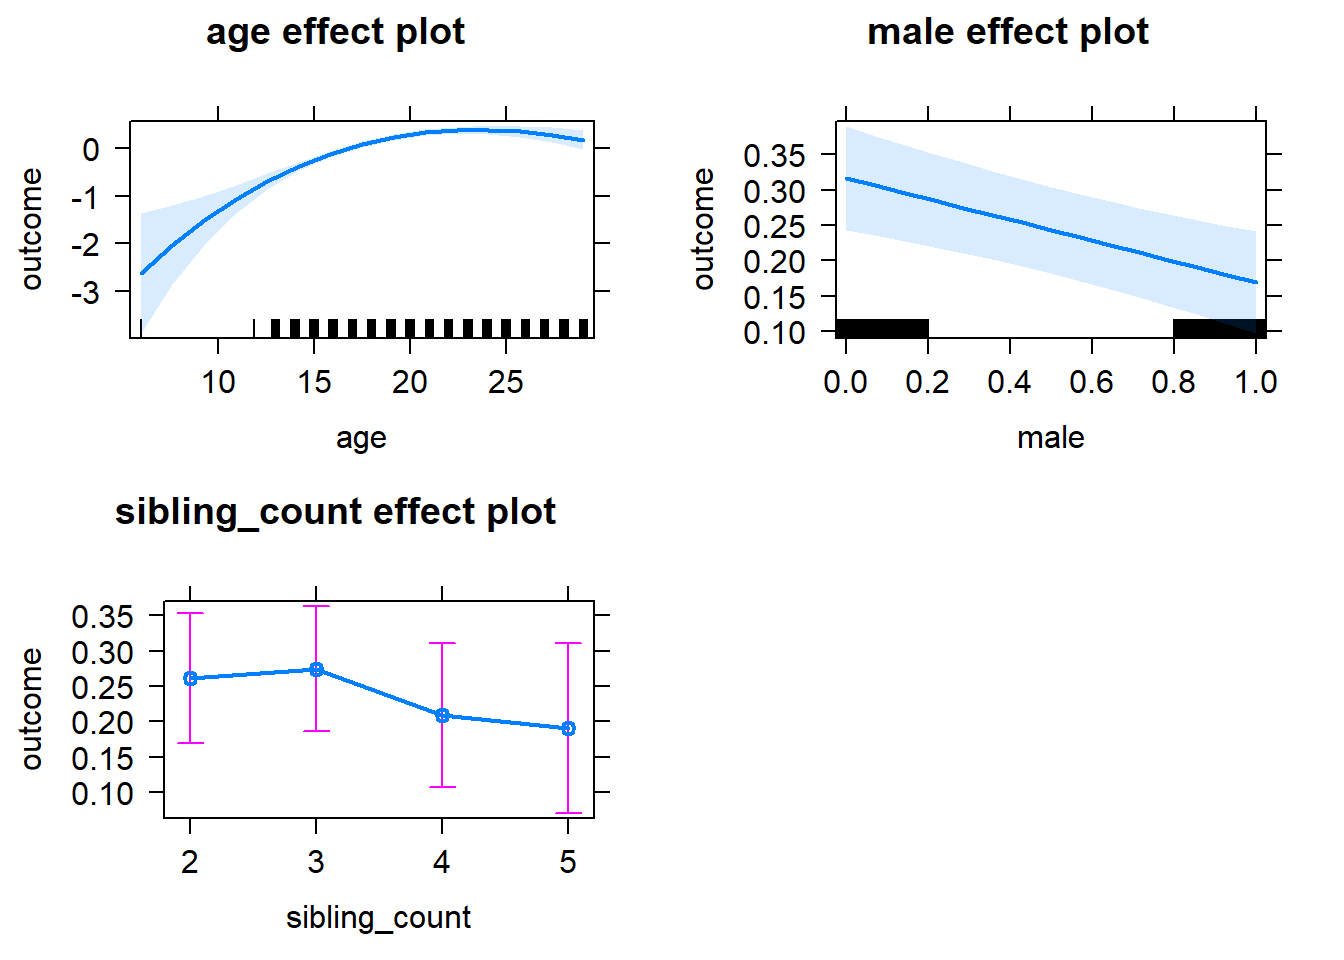 age effect plot
outcome
0
-1
-2
-3
10 15 20 25
age
male effect plot
outcome
0.35
0.30
0.25
0.20
0.15
0.10
0.0 0.2 0.4 0.6 0.8 1.0
male
sibling_count effect plot
outcome
0.35
0.30
0.25
0.20
0.15
0.10
2 3 4 5
sibling_count